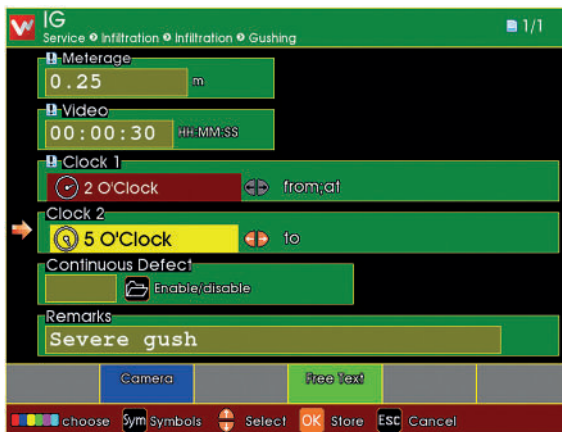 IG
Service Infiltration Infiltration Gushing
1/1
Meterage
0.25 m
Video
00:00:30 HH:MM:SS
Clock 1
2 O'Clock from;at
Clock 2
5 O'Clock to
Continuous Defect
Enable/disable
Remarks
Severe gush
Camera Free Text
choose Sym Symbols Select OK Store ESC Cancel